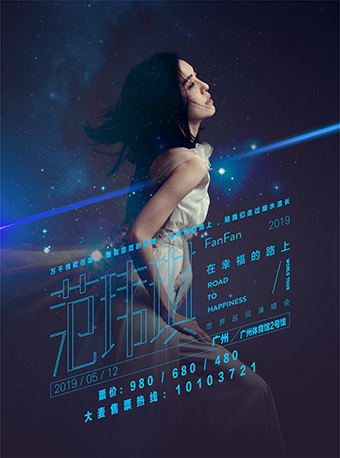 FanFan 2019
在幸福的路上
ROAD
TO
HAPPINESS
WORLD TOUR
世界巡回演唱会
范玮琪
广州 / 广州体育馆2号馆
2019 / 05 / 12
票价: 980 / 680 / 480
大麦售票热线: 10103721